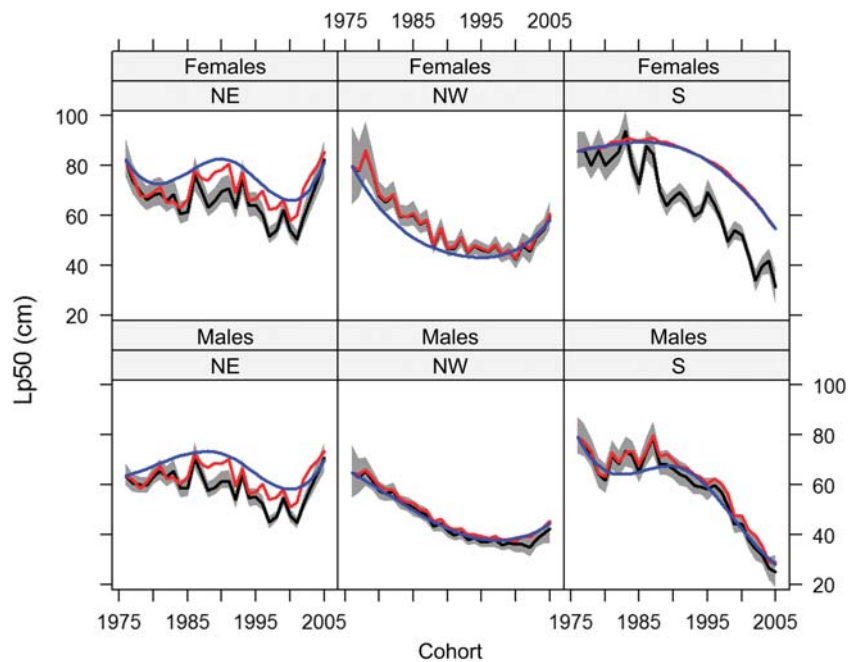 1975 1985 1995 2005
Females Females Females
NE NW S
100
80
60
40
20
Lp50 (cm)
Males Males Males
NE NW S
100
80
60
40
20
1975 1985 1995 2005 1975 1985 1995 2005
Cohort